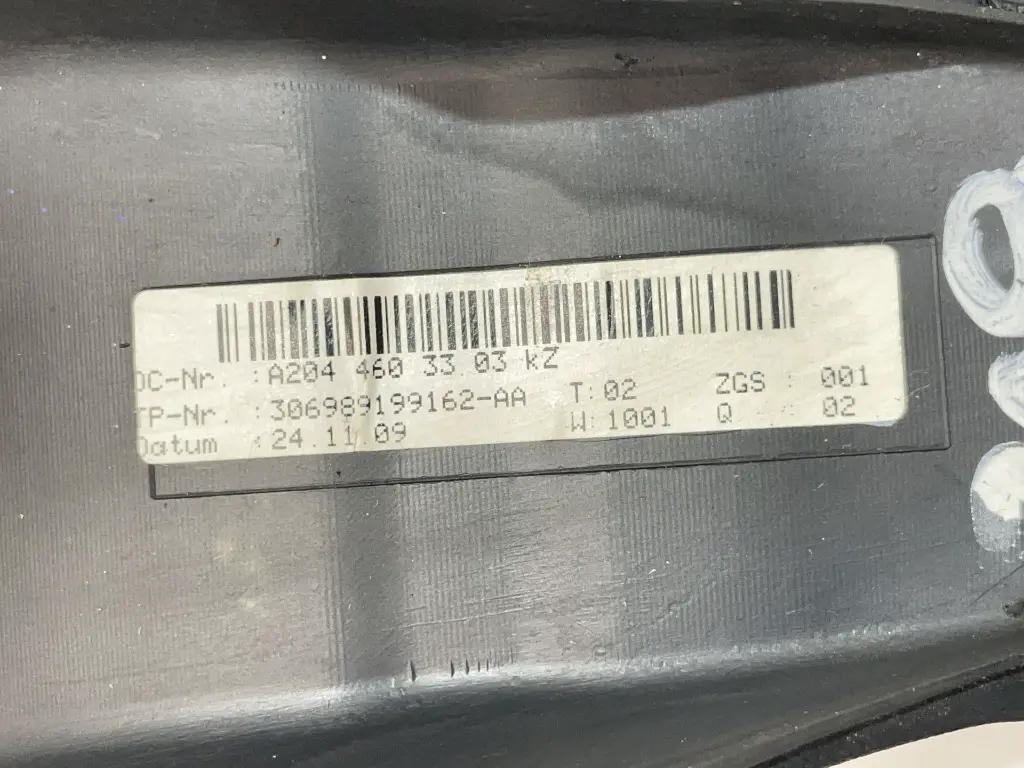 DC-Nr. : A204 460 33 03 kZ
TP-Nr. : 306989199162-AA T: 02 ZGS : 001
Datum : 24.11.09 W: 1001 Q : 02